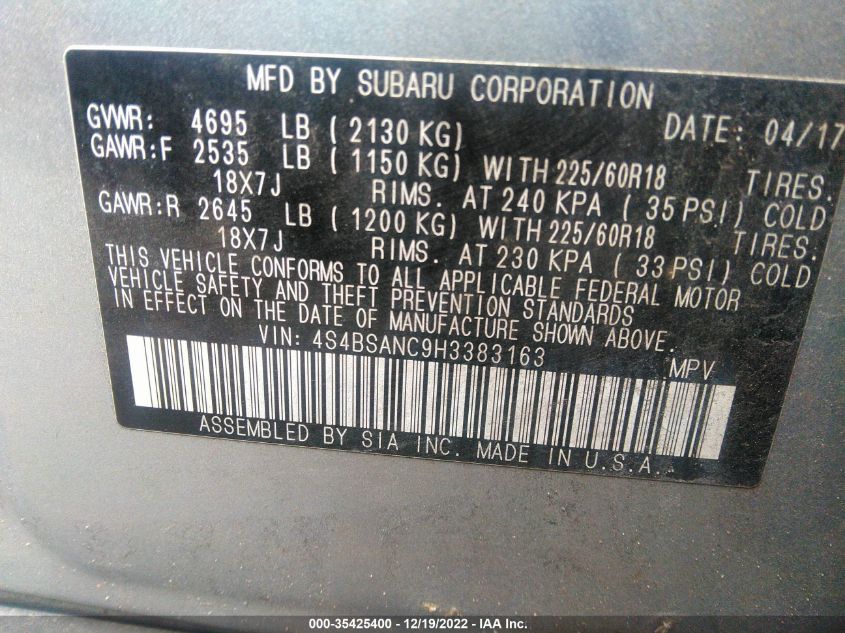 MFD BY SUBARU CORPORATION
DATE: 04/17
GVWR: 4695 LB ( 2130 KG)
GAWR:F 2535 LB ( 1150 KG) WITH 225/60R18 TIRES.
18X7J RIMS. AT 240 KPA ( 35 PSI) COLD
GAWR:R 2645 LB ( 1200 KG) WITH 225/60R18 TIRES.
18X7J RIMS. AT 230 KPA ( 33 PSI) COLD
THIS VEHICLE CONFORMS TO ALL APPLICABLE FEDERAL MOTOR
VEHICLE SAFETY AND THEFT PREVENTION STANDARDS
IN EFFECT ON THE DATE OF MANUFACTURE SHOWN ABOVE.
VIN: 4S4BSANC9H3383163 MPV
ASSEMBLED BY SIA INC. MADE IN U.S.A.
000-35425400 - 12/19/2022 - IAA Inc.